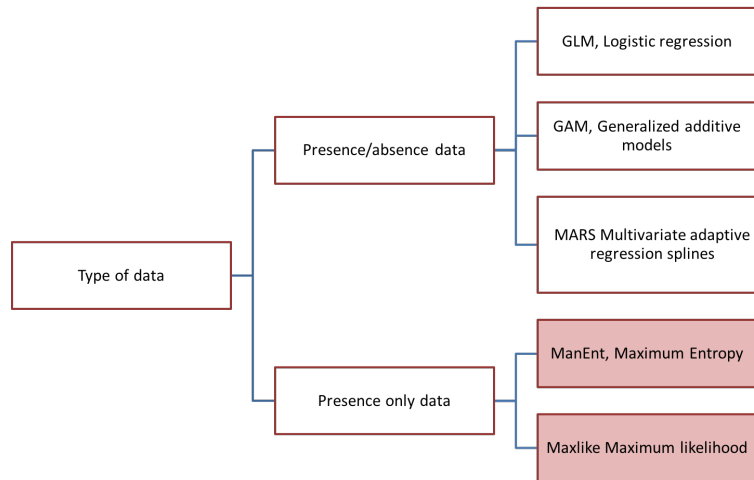 GLM, Logistic regression
Presence/absence data
GAM, Generalized additive
models
MARS Multivariate adaptive
regression splines
Type of data
ManEnt, Maximum Entropy
Presence only data
Maxlike Maximum likelihood